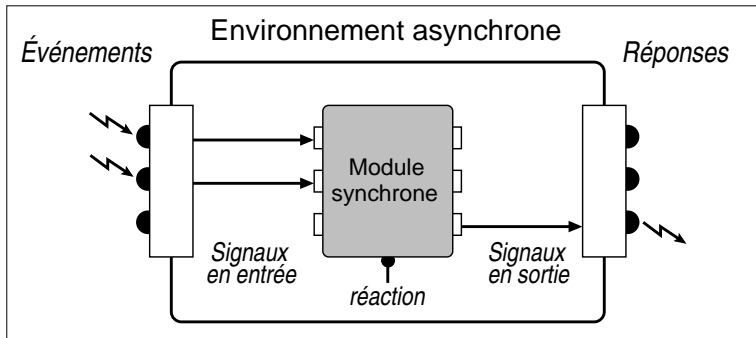 Environnement asynchrone
Événements
Réponses
Module
synchrone
Signaux
en entrée
Signaux
en sortie
réaction